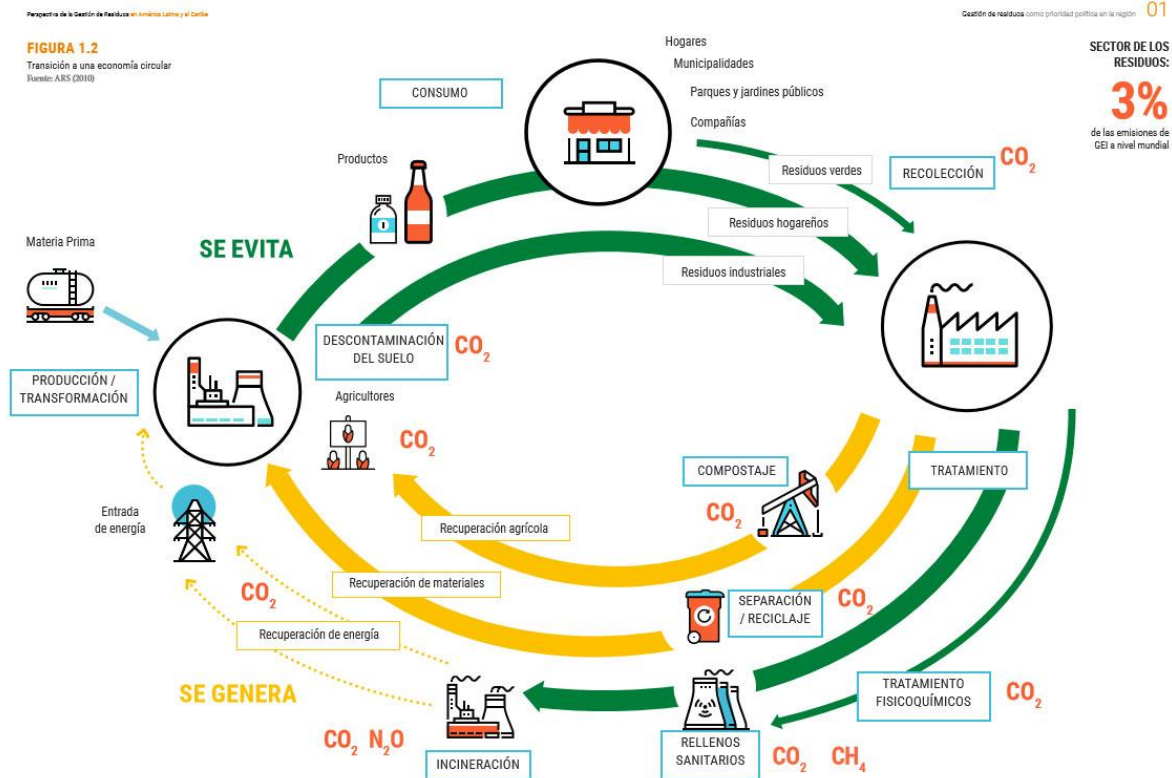 Perspectiva de la Gestión de Residuos en América Latina y el Caribe
Gestión de residuos como prioridad política en la región 01
FIGURA 1.2
Transición a una economía circular
Fuente: ARS (2010)
SECTOR DE LOS
RESIDUOS:
3%
de las emisiones de
GEI a nivel mundial
Hogares
Municipalidades
Parques y jardines públicos
Compañías
CONSUMO
Productos
Residuos verdes
RECOLECCIÓN
CO2
Residuos hogareños
Residuos industriales
SE EVITA
Materia Prima
PRODUCCIÓN /
TRANSFORMACIÓN
DESCONTAMINACIÓN
DEL SUELO
CO2
Agricultores
CO2
COMPOSTAJE
CO2
TRATAMIENTO
Entrada
de energía
Recuperación agrícola
Recuperación de materiales
CO2
SEPARACIÓN
/ RECICLAJE
CO2
Recuperación de energía
SE GENERA
TRATAMIENTO
FISICOQUÍMICOS
CO2
CO2 N2O
INCINERACIÓN
RELLENOS
SANITARIOS
CO2 CH4